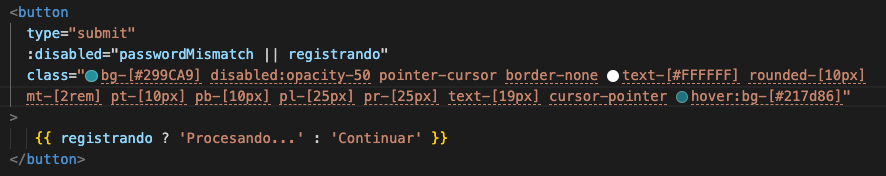 <button
type="submit"
:disabled="passwordMismatch || registrando"
class="bg-[#299CA9] disabled:opacity-50 pointer-cursor border-none text-[#FFFFFF] rounded-[10px]
mt-[2rem] pt-[10px] pb-[10px] pl-[25px] pr-[25px] text-[19px] cursor-pointer hover:bg-[#217d86]"
>
{{ registrando ? 'Procesando...' : 'Continuar' }}
</button>